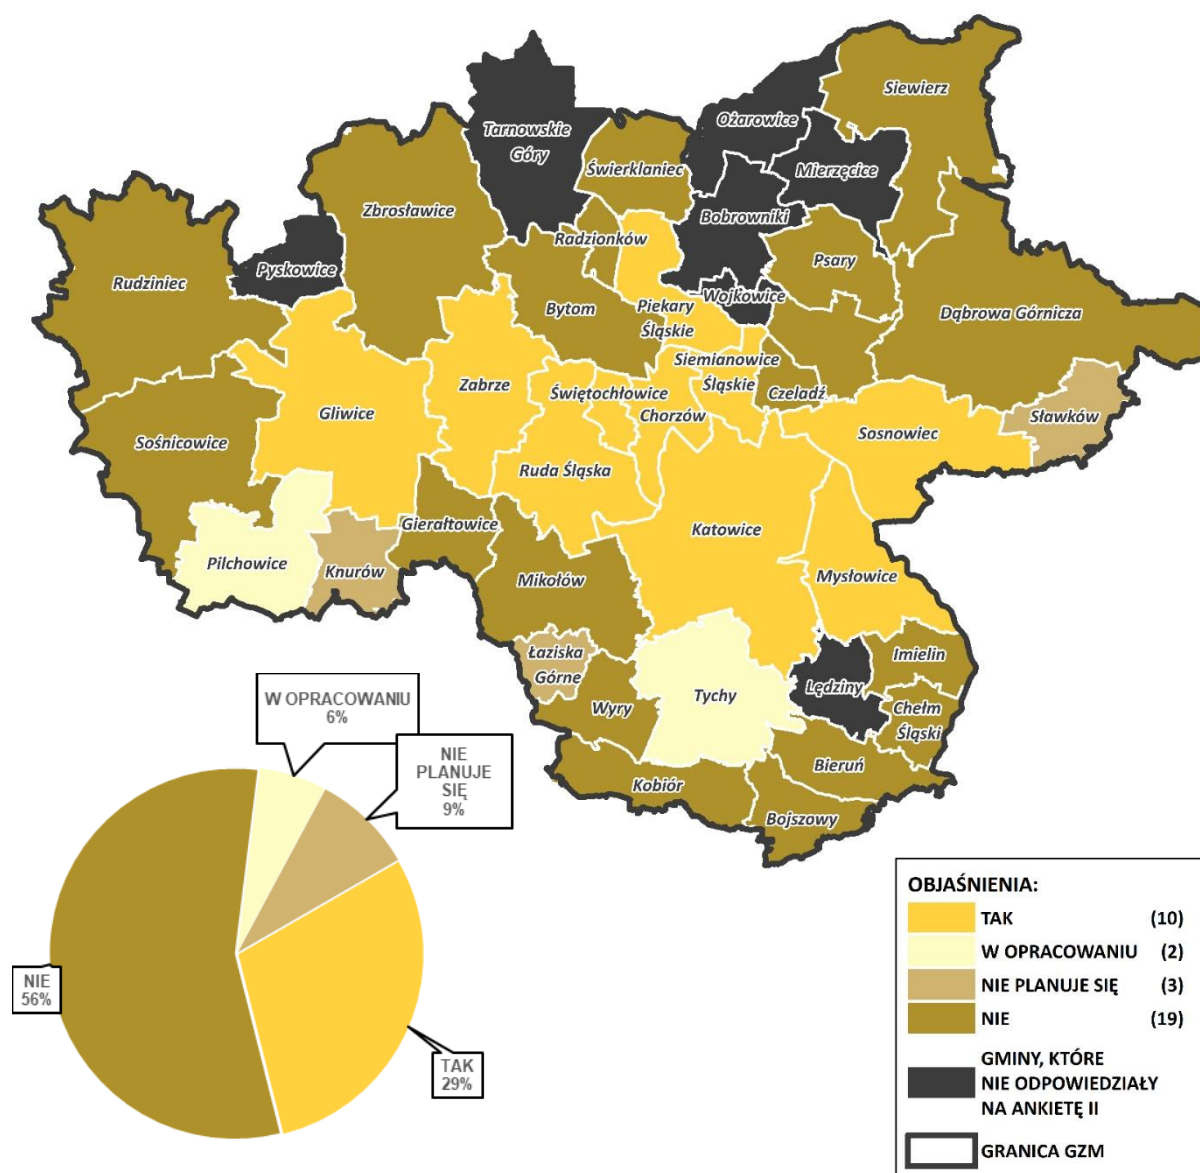 Siewierz
Ożarowice
Tarnowskie
Góry
Mierzęcice
Świerklaniec
Zbrosławice
Bobrowniki
Radzionków
Psary
Pyskowice
Rudziniec
Wojkowice
Piekary
Śląskie
Bytom
Dąbrowa Górnicza
Siemianowice
Śląskie
Zabrze
Świętochłowice
Czeladź
Gliwice
Chorzów
Sławków
Sośnicowice
Sosnowiec
Ruda Śląska
Gierałtowice
Katowice
Pilchowice
Knurów
Mikołów
Mysłowice
Łaziska
Górne
Imielin
Lędziny
Tychy
Chełm
Śląski
Wyry
Bieruń
Kobiór
Bojszowy
W OPRACOWANIU
6%
NIE
PLANUJE
SIĘ
9%
NIE
56%
TAK
29%
OBJAŚNIENIA:
TAK (10)
W OPRACOWANIU (2)
NIE PLANUJE SIĘ (3)
NIE (19)
GMINY, KTÓRE
NIE ODPOWIEDZIAŁY
NA ANKIETĘ II
GRANICA GZM